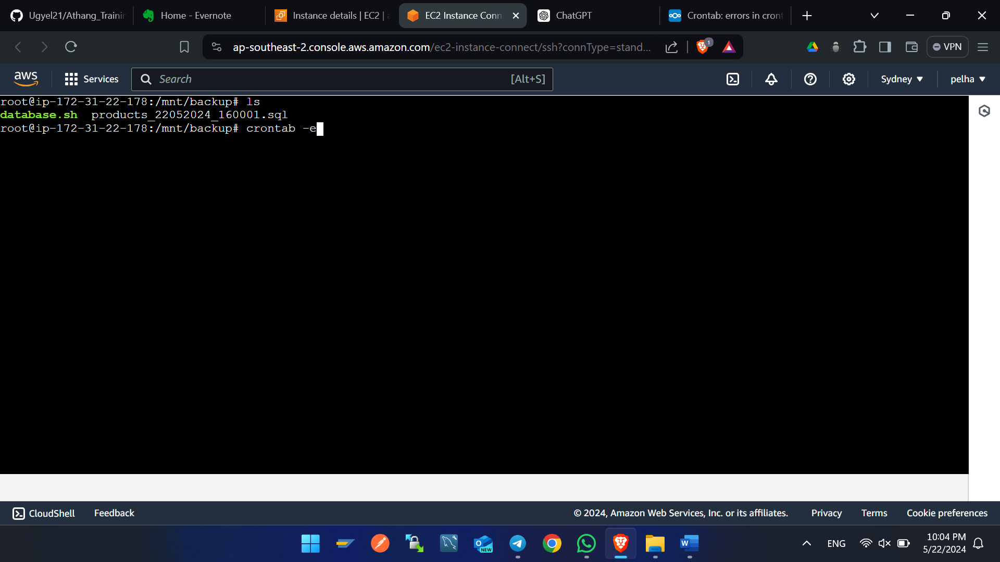 Ugyel21/Athang_Trainin
Home - Evernote
Instance details | EC2 | a
EC2 Instance Conn
ChatGPT
Crontab: errors in cront
ap-southeast-2.console.aws.amazon.com/ec2-instance-connect/ssh?connType=stand...
1
VPN
aws
Services
Search
[Alt+S]
Sydney
pelha
root@ip-172-31-22-178:/mnt/backup# ls
database.sh products_22052024_160001.sql
root@ip-172-31-22-178:/mnt/backup# crontab -e
CloudShell
Feedback
© 2024, Amazon Web Services, Inc. or its affiliates.
Privacy
Terms
Cookie preferences
NEW
W
ENG
10:04 PM
5/22/2024